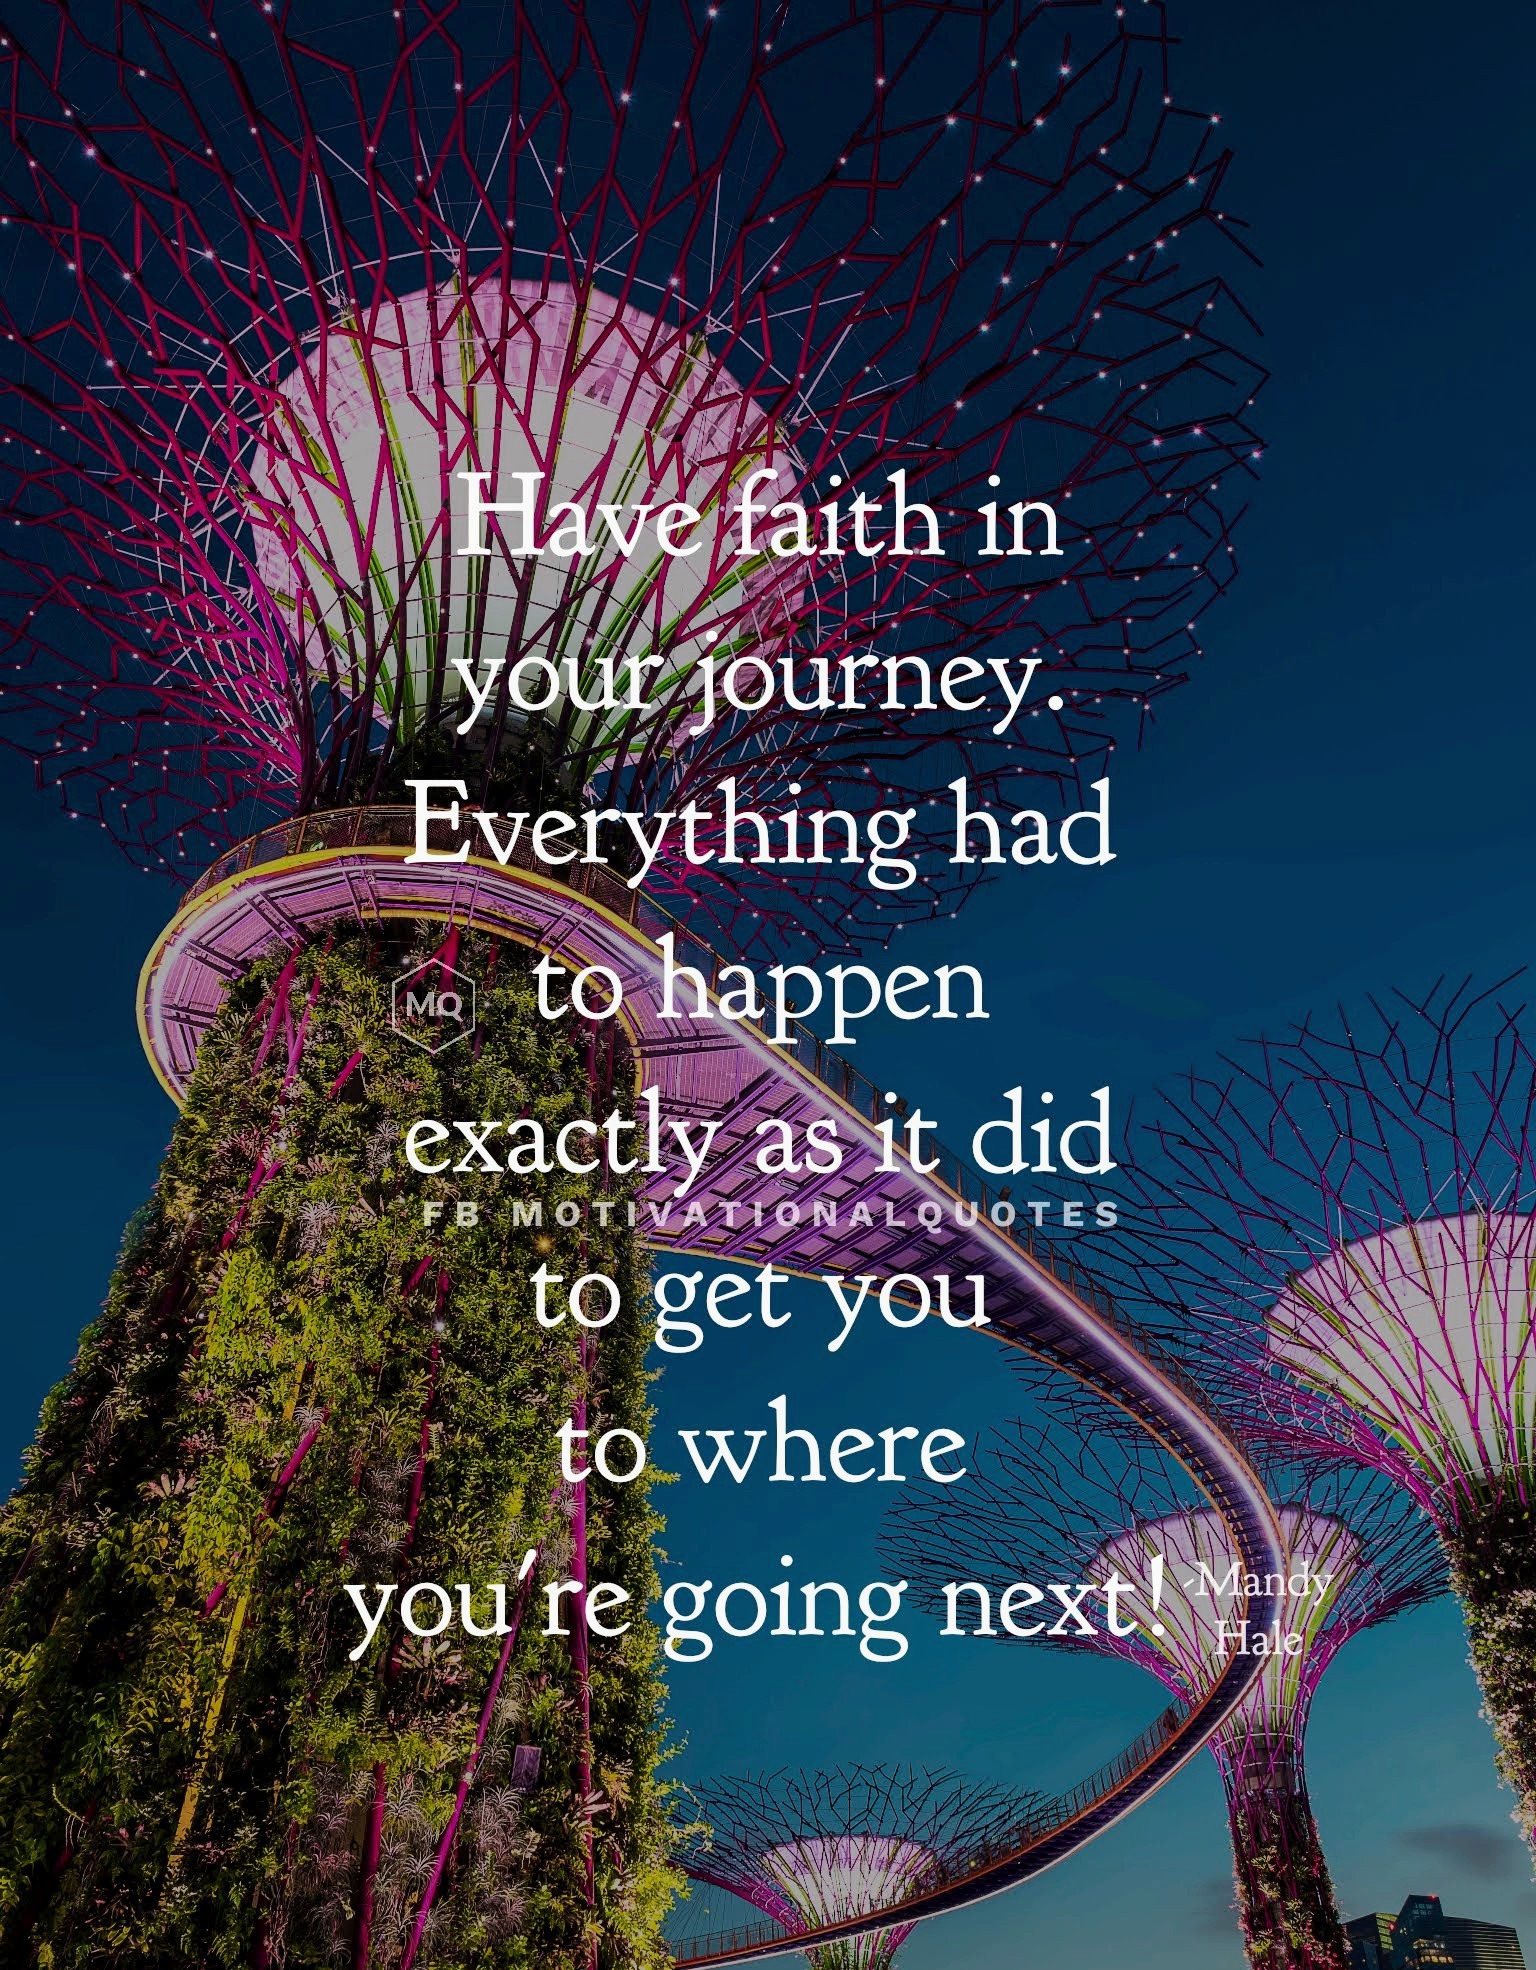 Have faith in
your journey.
Everything had
to happen
MQ
exactly as it did
FB MOTIVATIONALQUOTES
to get you
to where
you're going next!
-Mandy
Hale